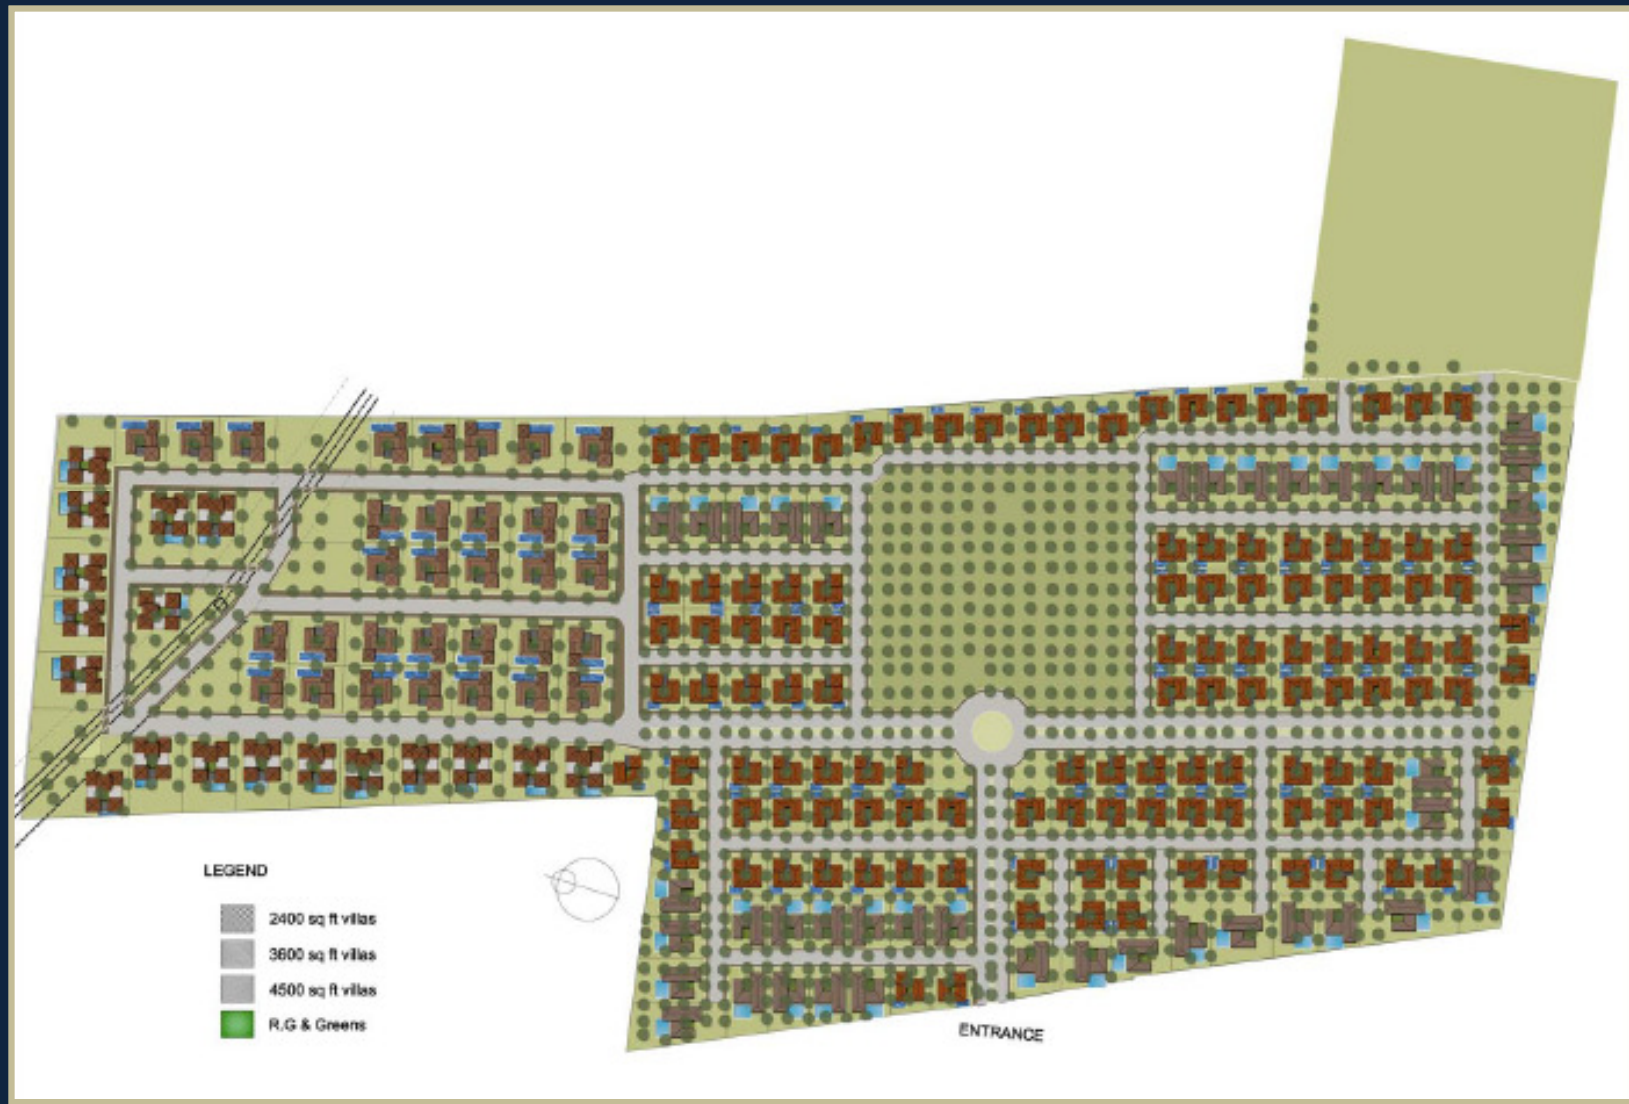 LEGEND
2400 sq ft villas
3600 sq ft villas
4500 sq ft villas
R.G & Greens
ENTRANCE